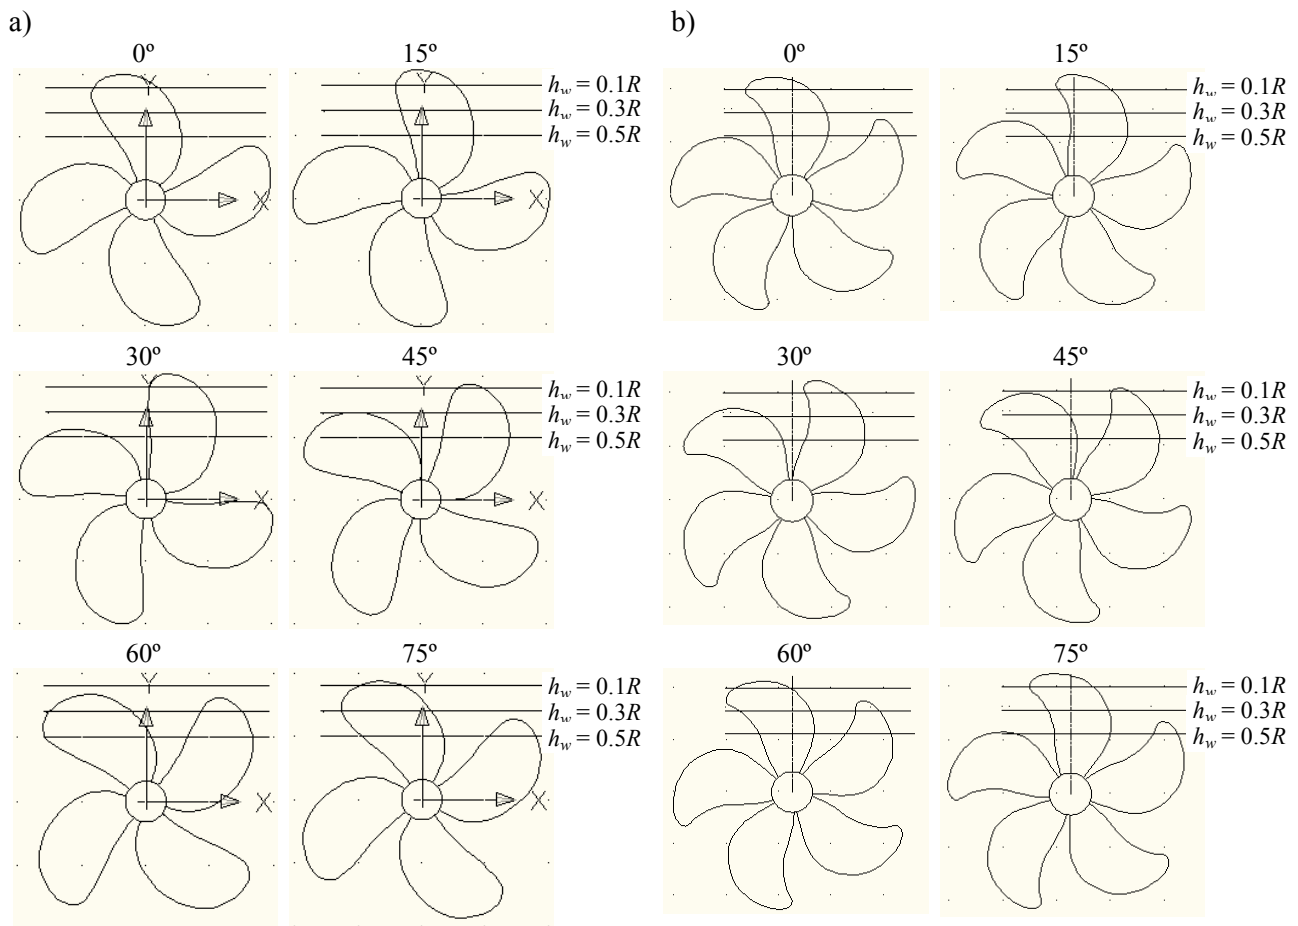 a)
b)
0º
15º
0º
15º
Y
Y
X
X
h_w = 0.1R
h_w = 0.3R
h_w = 0.5R
h_w = 0.1R
h_w = 0.3R
h_w = 0.5R
30º
45º
30º
45º
Y
Y
X
X
h_w = 0.1R
h_w = 0.3R
h_w = 0.5R
h_w = 0.1R
h_w = 0.3R
h_w = 0.5R
60º
75º
60º
75º
Y
Y
X
X
h_w = 0.1R
h_w = 0.3R
h_w = 0.5R
h_w = 0.1R
h_w = 0.3R
h_w = 0.5R